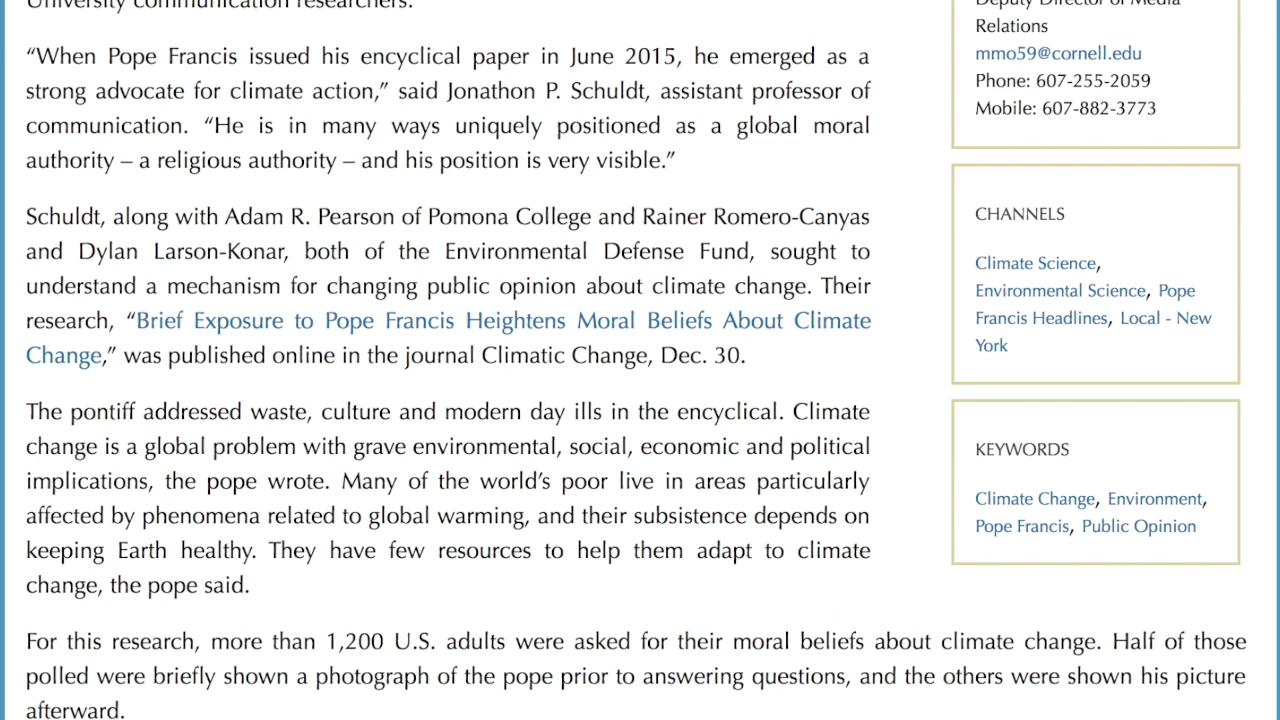 University communication researchers.
“When Pope Francis issued his encyclical paper in June 2015, he emerged as a
strong advocate for climate action,” said Jonathon P. Schuldt, assistant professor of
communication. “He is in many ways uniquely positioned as a global moral
authority – a religious authority – and his position is very visible.”
Schuldt, along with Adam R. Pearson of Pomona College and Rainer Romero-Canyas
and Dylan Larson-Konar, both of the Environmental Defense Fund, sought to
understand a mechanism for changing public opinion about climate change. Their
research, “Brief Exposure to Pope Francis Heightens Moral Beliefs About Climate
Change,” was published online in the journal Climatic Change, Dec. 30.
The pontiff addressed waste, culture and modern day ills in the encyclical. Climate
change is a global problem with grave environmental, social, economic and political
implications, the pope wrote. Many of the world’s poor live in areas particularly
affected by phenomena related to global warming, and their subsistence depends on
keeping Earth healthy. They have few resources to help them adapt to climate
change, the pope said.
For this research, more than 1,200 U.S. adults were asked for their moral beliefs about climate change. Half of those
polled were briefly shown a photograph of the pope prior to answering questions, and the others were shown his picture
afterward.
Deputy Director of Media
Relations
mmo59@cornell.edu
Phone: 607-255-2059
Mobile: 607-882-3773
CHANNELS
Climate Science,
Environmental Science, Pope
Francis Headlines, Local - New
York
KEYWORDS
Climate Change, Environment,
Pope Francis, Public Opinion